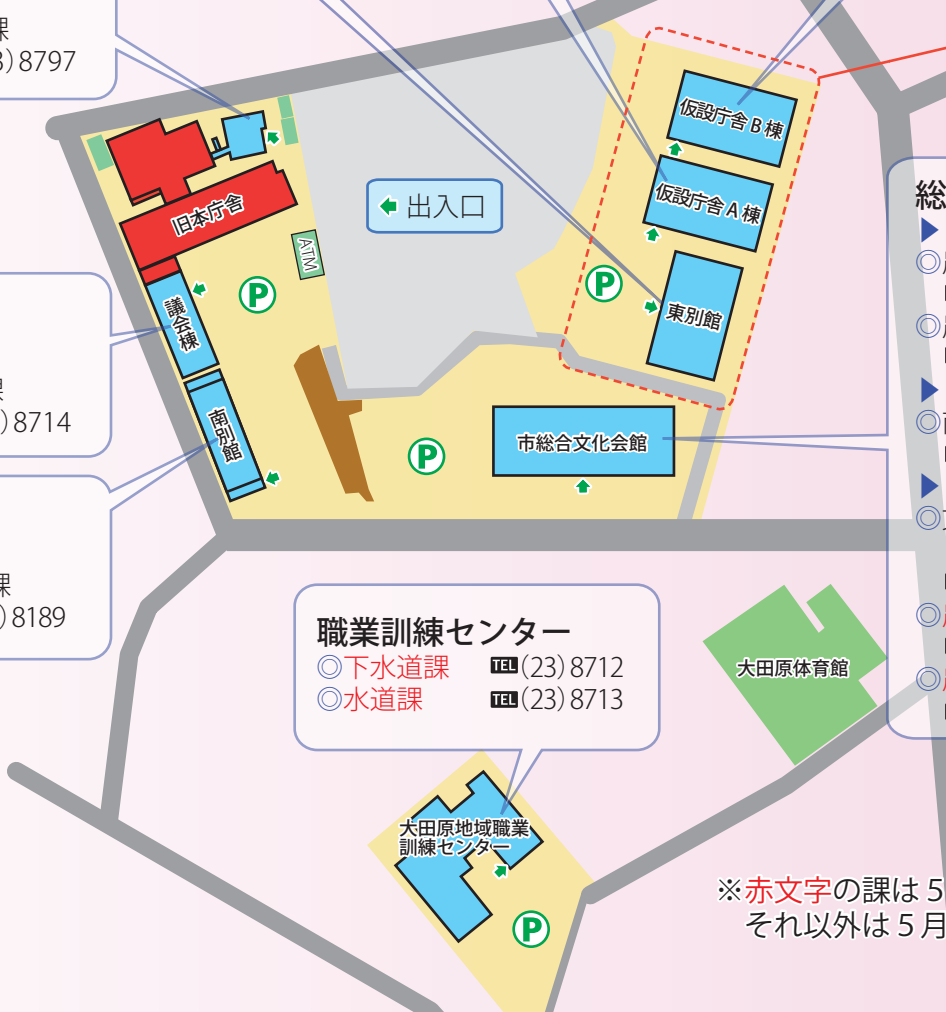 課
8797
仮設庁舎B棟
仮設庁舎A棟
旧本庁舎
出入口
総
ATM
P
P
東別館
議会棟
課
)8714
南別館
P
市総合文化会館
課
)8189
職業訓練センター
◎下水道課 TEL(23)8712
◎水道課 TEL(23)8713
大田原体育館
大田原地域職業
訓練センター
P
※赤文字の課は5
それ以外は5月